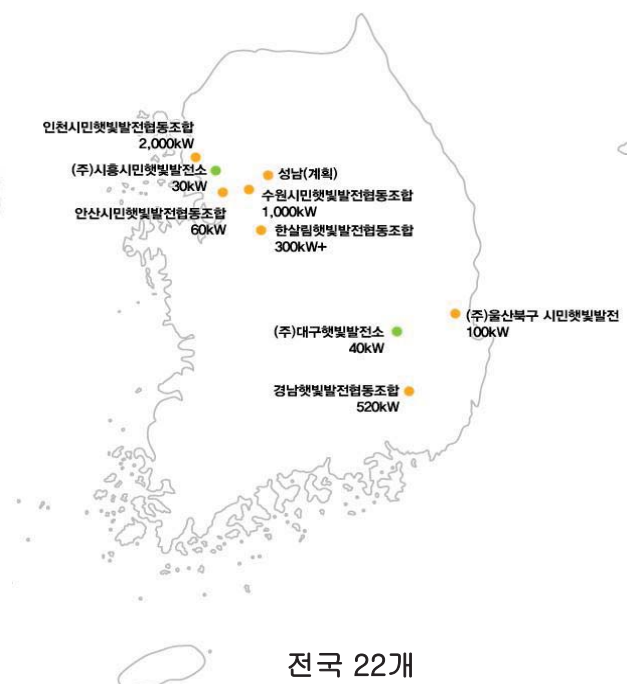 인천시민햇빛발전협동조합
2,000kW
(주)시흥시민햇빛발전소
30kW
성남(계획)
수원시민햇빛발전협동조합
1,000kW
안산시민햇빛발전협동조합
60kW
한살림햇빛발전협동조합
300kW+
(주)울산북구 시민햇빛발전
100kW
(주)대구햇빛발전소
40kW
경남햇빛발전협동조합
520kW
전국 22개